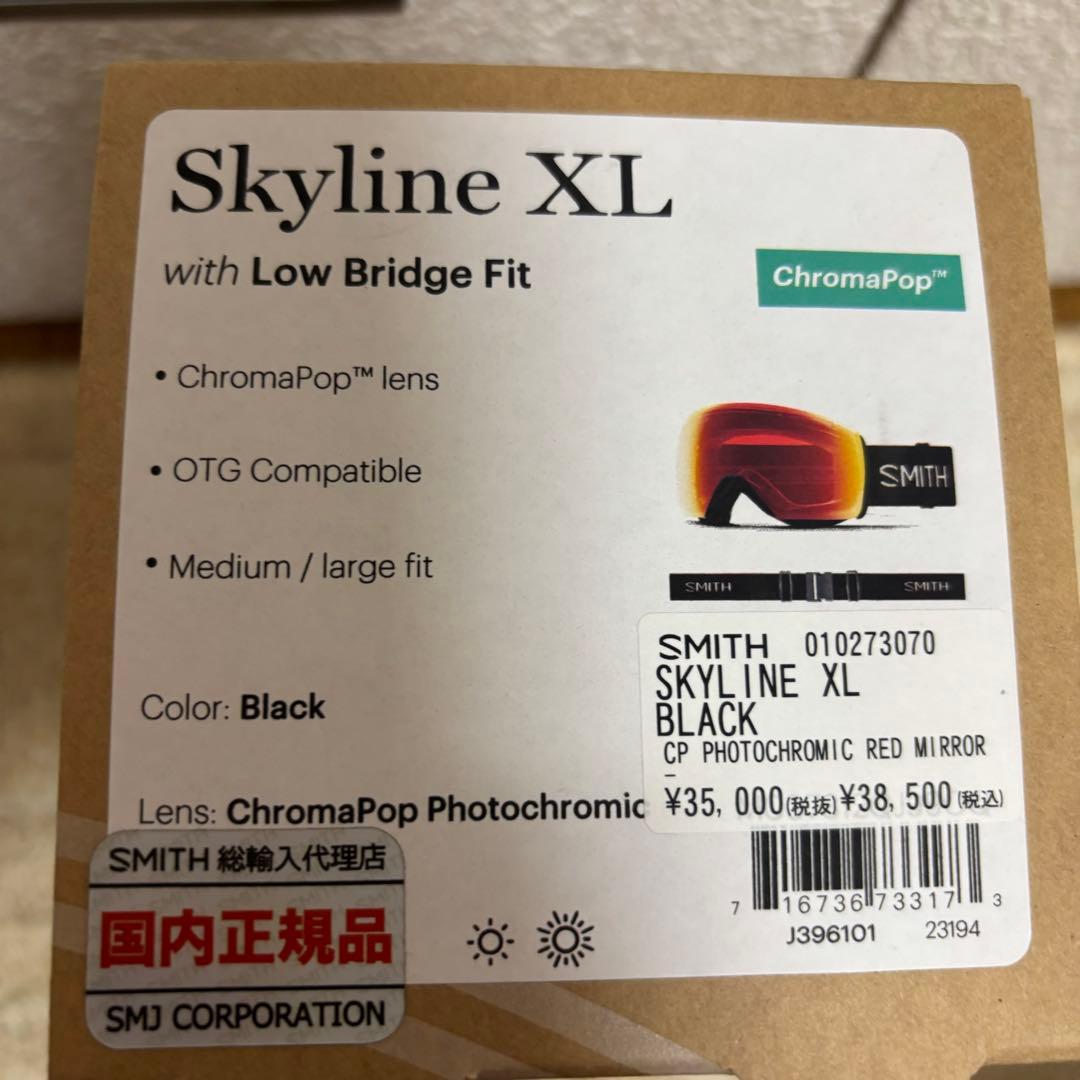 Skyline XL
with Low Bridge Fit
ChromaPop™
• ChromaPop™ lens
• OTG Compatible
• Medium / large fit
SMITH
SMITH SMITH
Color: Black
Lens: ChromaPop Photochromic
SMITH 010273070
SKYLINE XL
BLACK
CP PHOTOCHROMIC RED MIRROR
-
¥35,000(税抜)¥38,500(税込)
7 16736 73317 3
J396101 23194
SMITH 総輸入代理店
国内正規品
SMJ CORPORATION